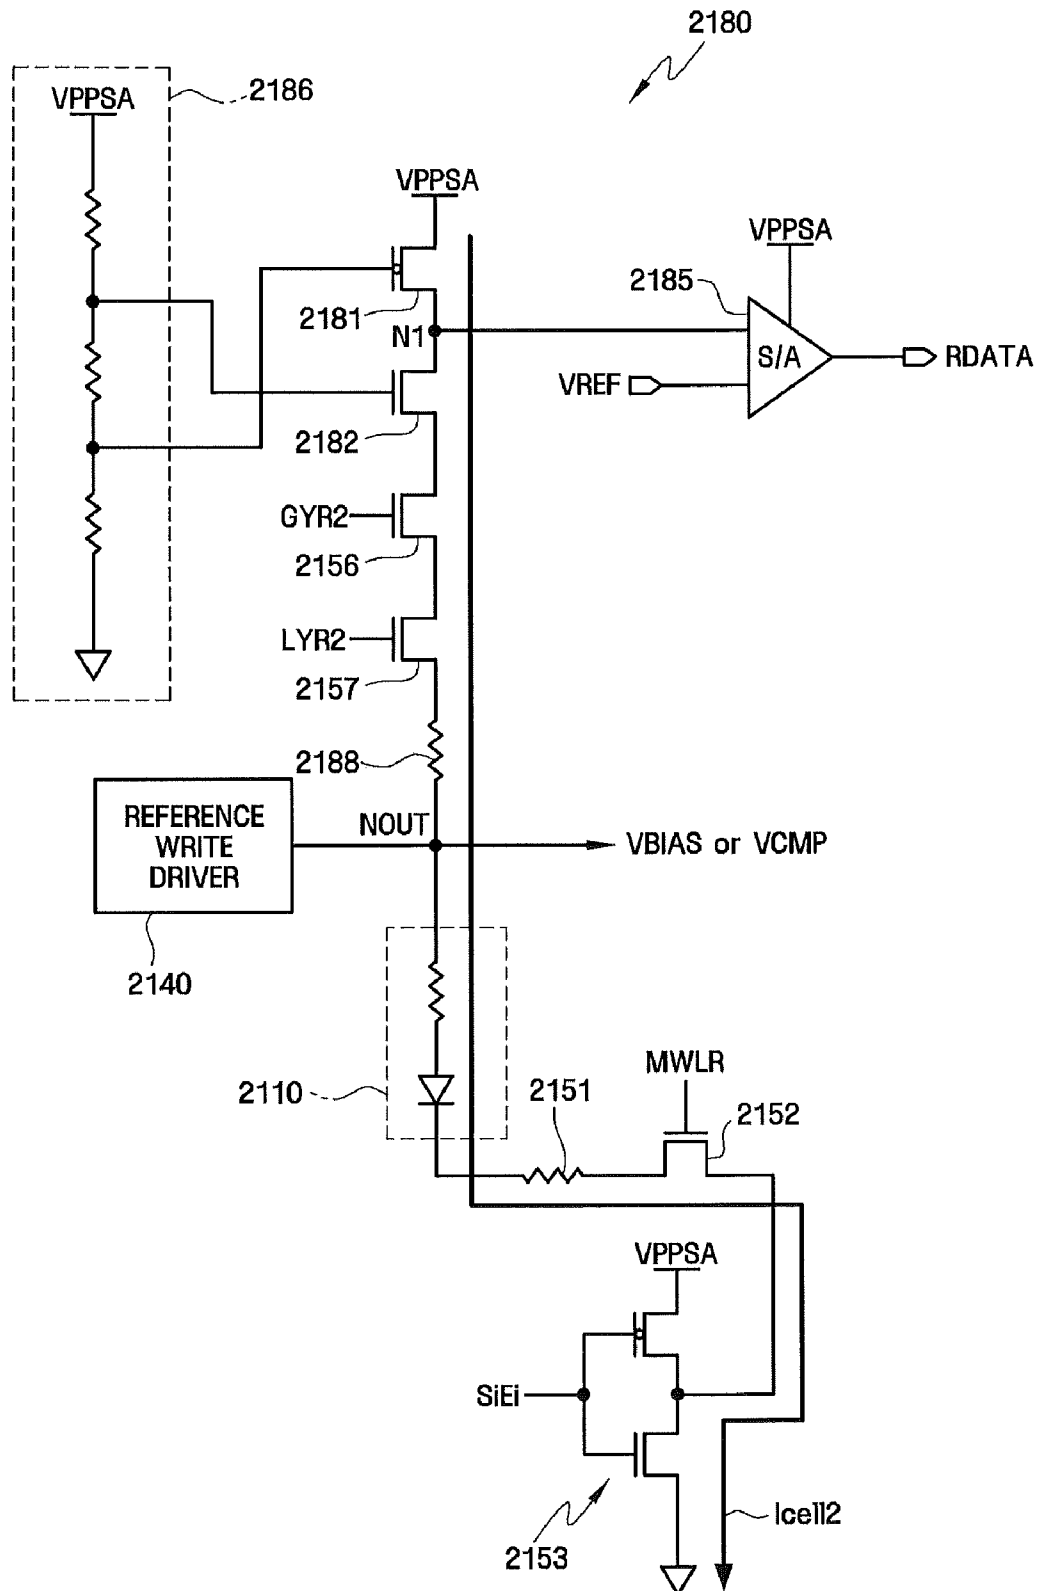 2180
VPPSA
2186
VPPSA
VPPSA
2185
2181
N1
S/A
RDATA
VREF
2182
GYR2
2156
LYR2
2157
2188
REFERENCE
WRITE
DRIVER
NOUT
VBIAS or VCMP
2140
2110
2151
MWLR
2152
VPPSA
SiEi
Icell2
2153